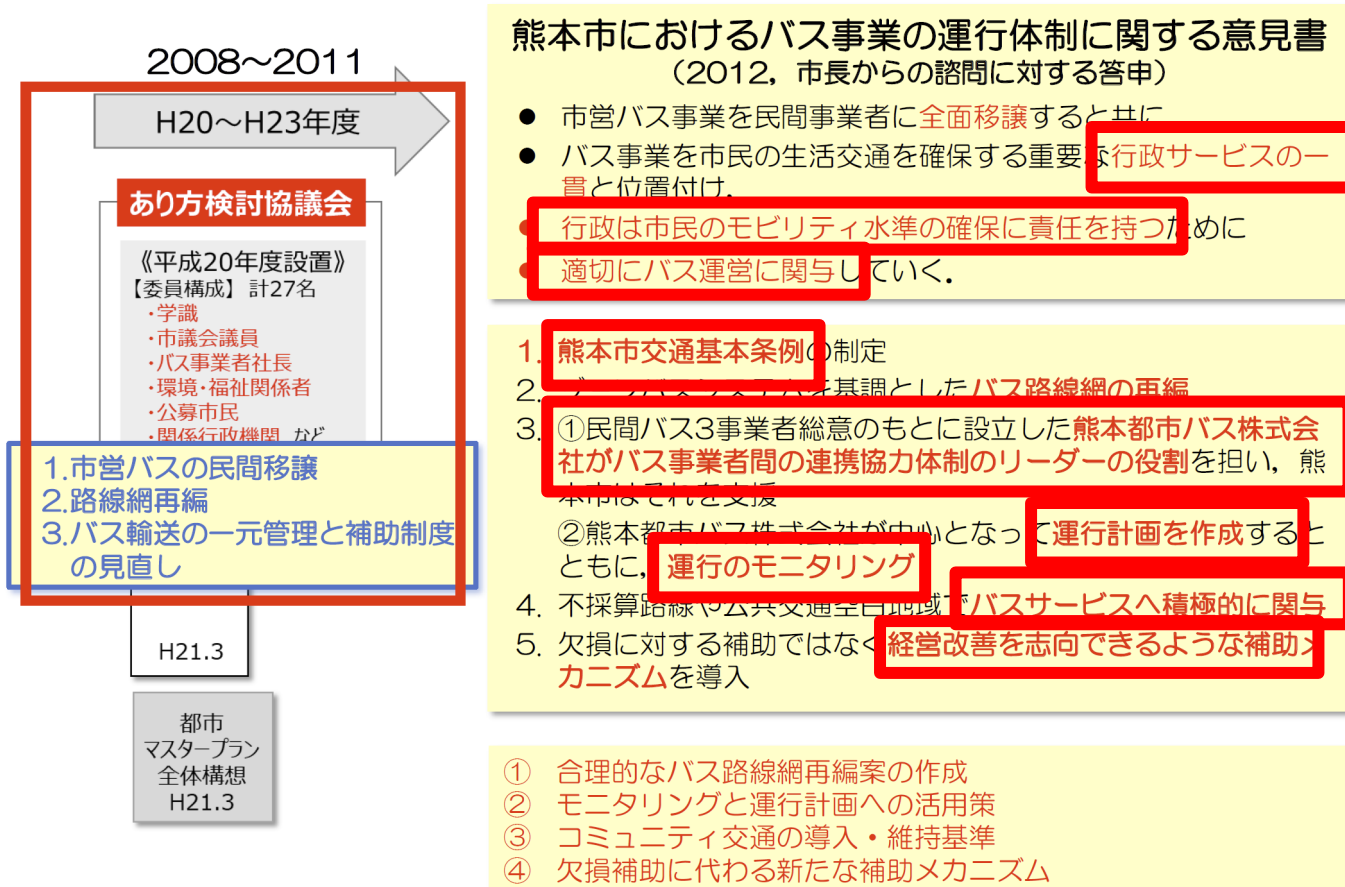 2008～2011
H20～H23年度
あり方検討協議会
《平成20年度設置》
【委員構成】計27名
・学識
・市議会議員
・バス事業者社長
・環境・福祉関係者
・公募市民
・関係行政機関 など
1.市営バスの民間移譲
2.路線網再編
3.バス輸送の一元管理と補助制度
の見直し
H21.3
都市
マスタープラン
全体構想
H21.3
熊本市におけるバス事業の運行体制に関する意見書
（2012，市長からの諮問に対する答申）
● 市営バス事業を民間事業者に全面移譲すると共に
● バス事業を市民の生活交通を確保する重要な行政サービスの一
貫と位置付け，
● 行政は市民のモビリティ水準の確保に責任を持つために
● 適切にバス運営に関与していく．
1. 熊本市交通基本条例の制定
2. を基調としたバス路線網の再編
3. ①民間バス3事業者総意のもとに設立した熊本都市バス株式会
社がバス事業者間の連携協力体制のリーダーの役割を担い，熊
本市はそれを支援
②熊本都市バス株式会社が中心となって運行計画を作成すると
ともに，運行のモニタリング
4. 不採算路線や公共交通空白地域でバスサービスへ積極的に関与
5. 欠損に対する補助ではなく経営改善を志向できるような補助メ
カニズムを導入
① 合理的なバス路線網再編案の作成
② モニタリングと運行計画への活用策
③ コミュニティ交通の導入・維持基準
④ 欠損補助に代わる新たな補助メカニズム